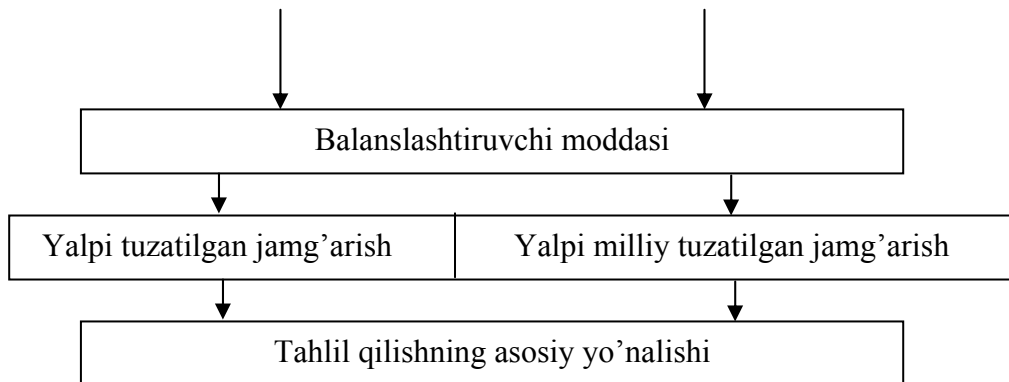 Balanslashtiruvchi moddasi
Yalpi tuzatilgan jamg’arish
Yalpi milliy tuzatilgan jamg’arish
Tahlil qilishning asosiy yo’nalishi